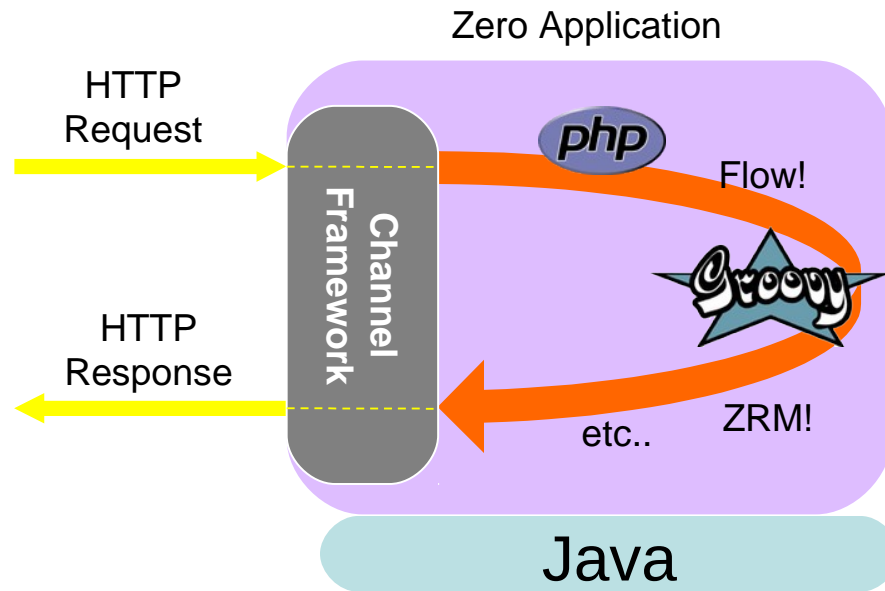 Zero Application
HTTP
Request
php
Flow!
Channel
Framework
Groovy
HTTP
Response
ZRM!
etc..
Java